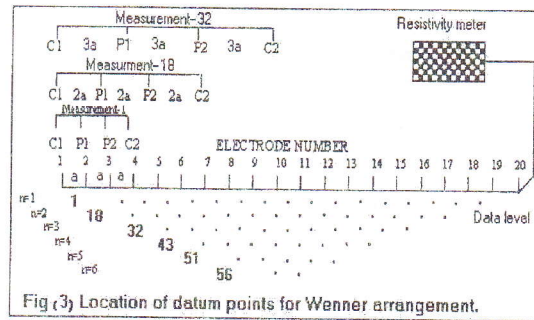 Measurement-32
Resistivity meter
C1 3a P1 3a P2 3a C2
Measurment-18
C1 2a P1 2a P2 2a C2
Measurement-1
C1 P1 P2 C2
ELECTRODE NUMBER
1 2 3 4 5 6 7 8 9 10 11 12 13 14 15 16 17 18 19 20
a a a
n=1 1
n=2 18 Data level
n=3 32
n=4 43
n=5 51
n=6 56
Fig (3) Location of datum points for Wenner arrangement.